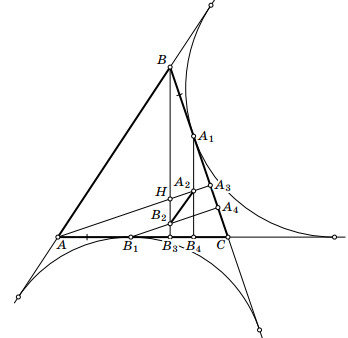 B
A₁
H A₂ A₃
B₂ A₄
A B₁ B₃ B₄ C